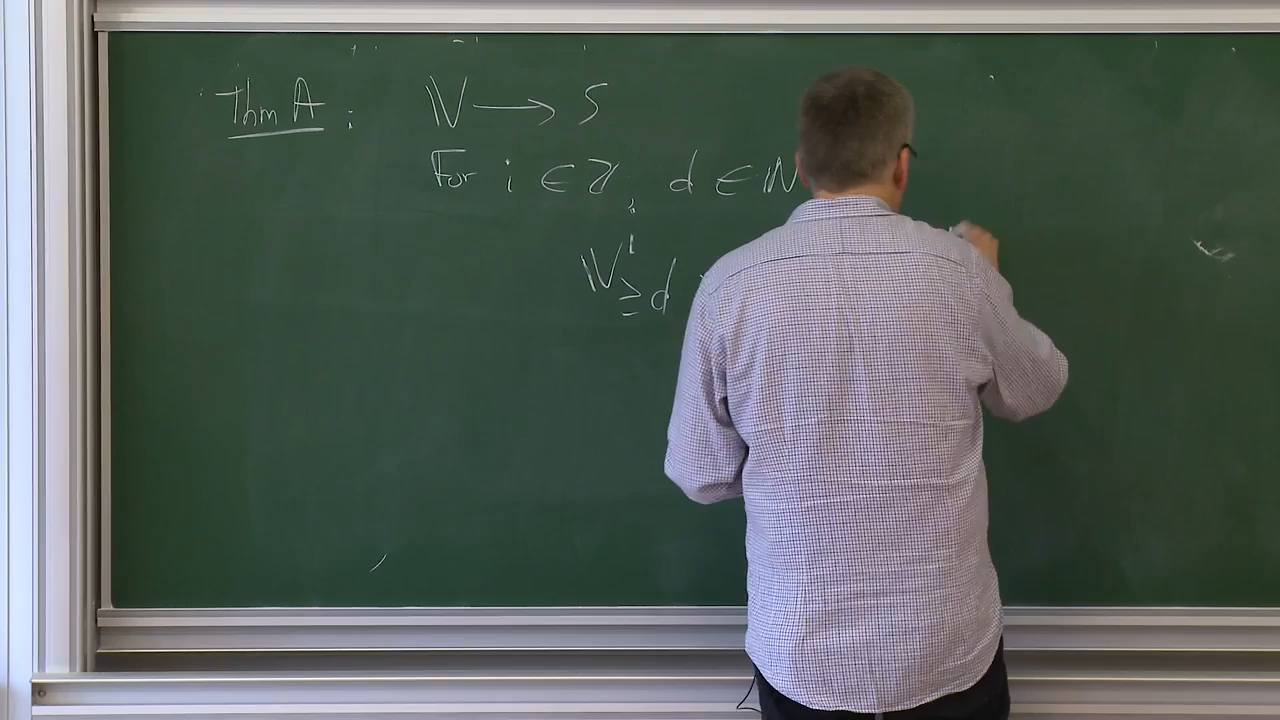 Thm A : 𝕍 ⟶ S
For i ∈ ℤ, d ∈ ℕ
𝕍^i_{≥d}